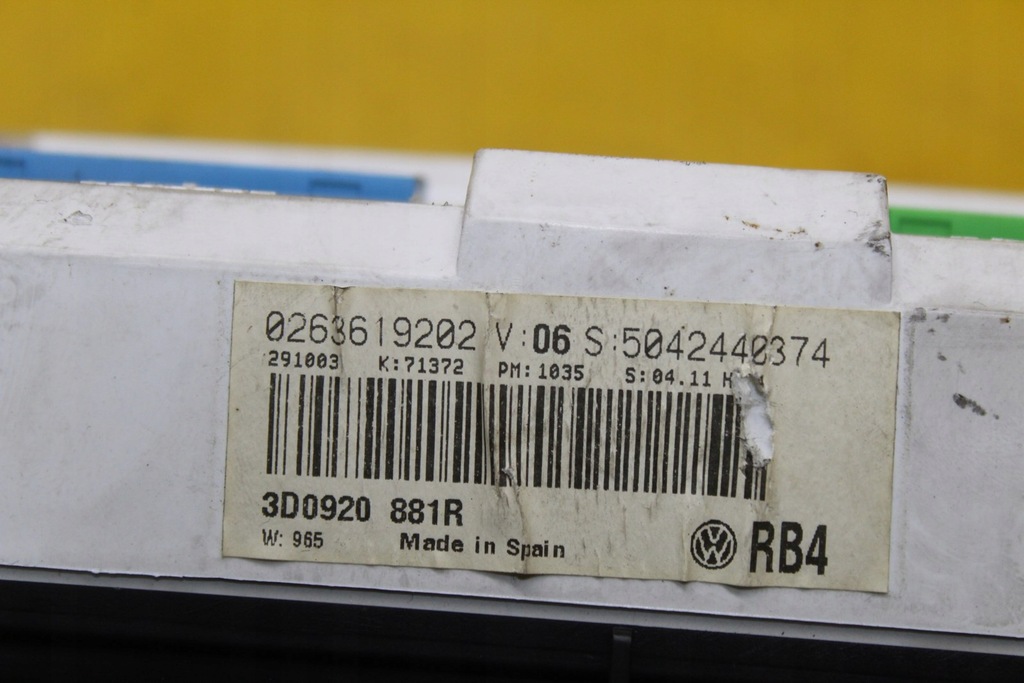 0263619202 V:06 S:5042440374
291003 K:71372 PM:1035 S:04.11
3D0920 881R
W: 965 Made in Spain RB4